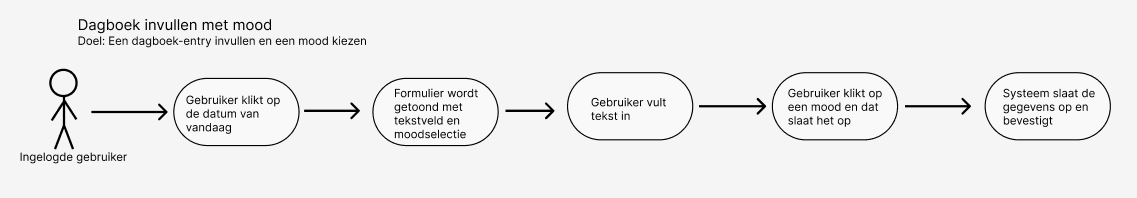 Dagboek invullen met mood
Doel: Een dagboek-entry invullen en een mood kiezen
Ingelogde gebruiker
Gebruiker klikt op
de datum van
vandaag
Formulier wordt
getoond met
tekstveld en
moodselectie
Gebruiker vult
tekst in
Gebruiker klikt op
een mood en dat
slaat het op
Systeem slaat de
gegevens op en
bevestigt